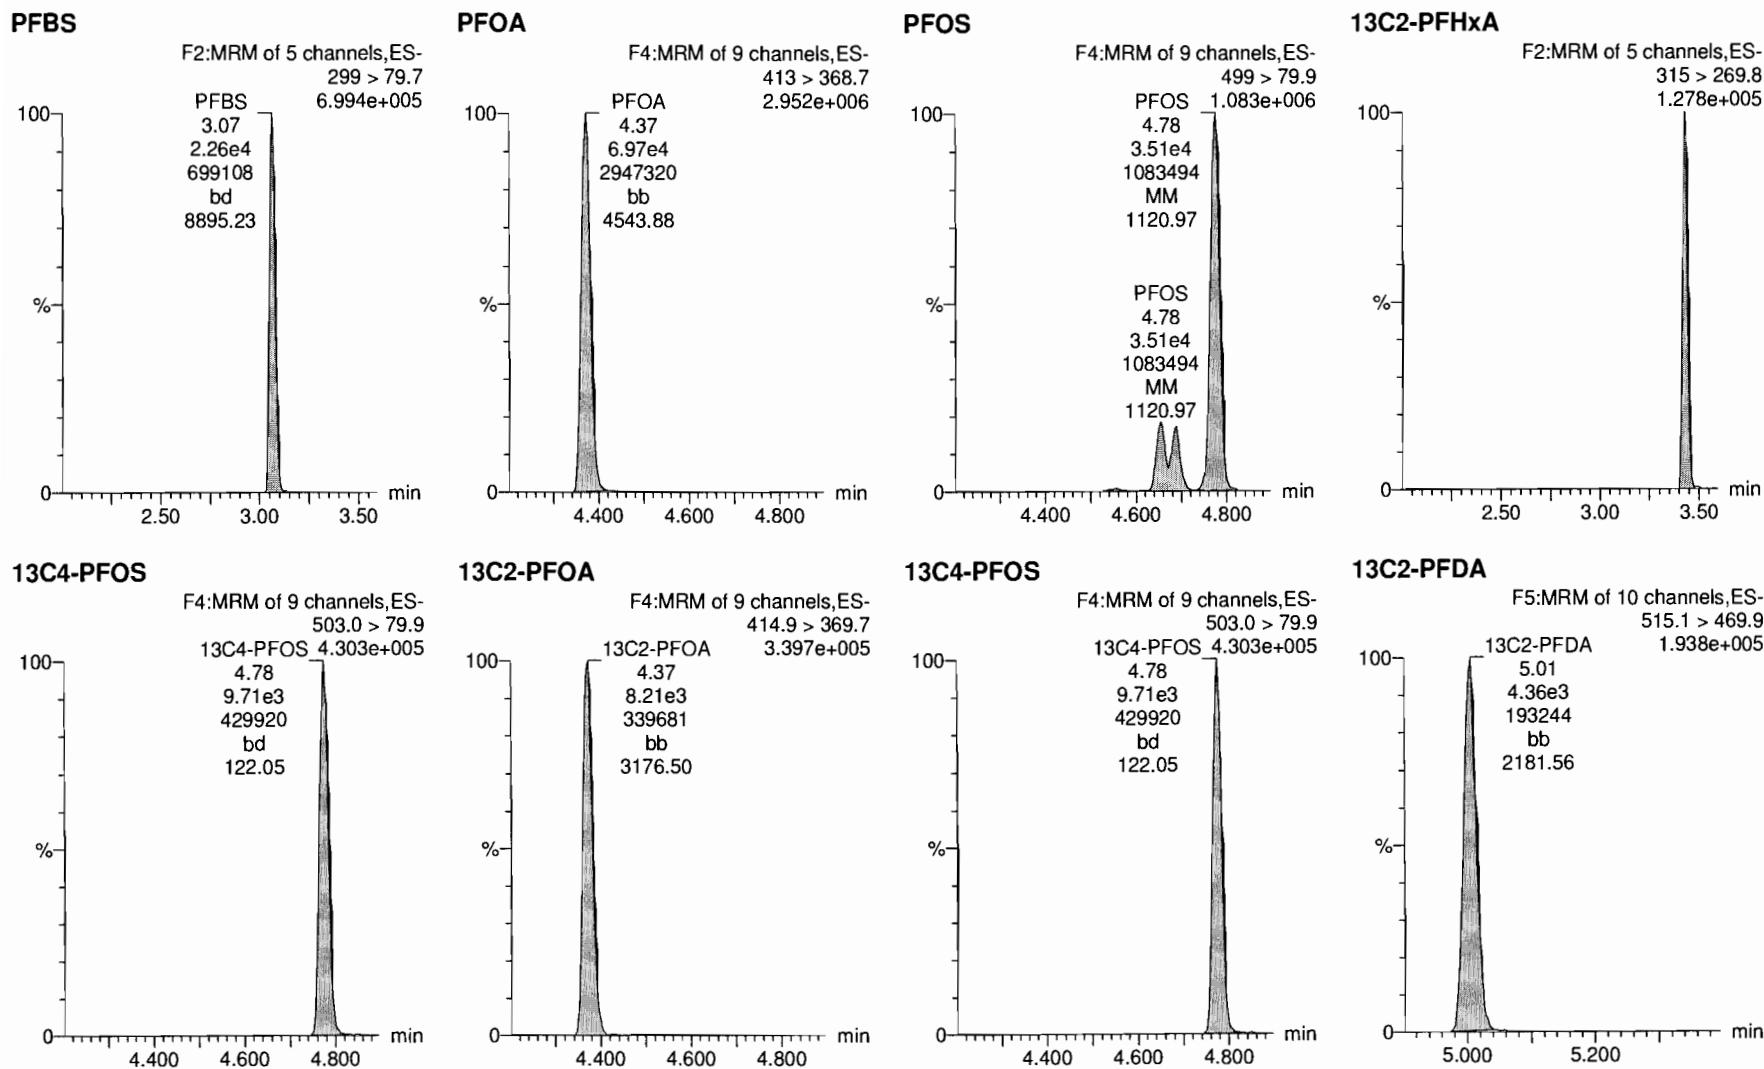 PFBS
F2:MRM of 5 channels,ES-
299 > 79.7
6.994e+005
PFBS
3.07
2.26e4
699108
bd
8895.23
100
%
0
min
2.50
3.00
3.50
PFOA
F4:MRM of 9 channels,ES-
413 > 368.7
2.952e+006
PFOA
4.37
6.97e4
2947320
bb
4543.88
100
%
0
min
4.400
4.600
4.800
PFOS
F4:MRM of 9 channels,ES-
499 > 79.9
1.083e+006
PFOS
4.78
3.51e4
1083494
MM
1120.97
PFOS
4.78
3.51e4
1083494
MM
1120.97
100
%
0
min
4.400
4.600
4.800
13C2-PFHxA
F2:MRM of 5 channels,ES-
315 > 269.8
1.278e+005
100
%
0
min
2.50
3.00
3.50
13C4-PFOS
F4:MRM of 9 channels,ES-
503.0 > 79.9
4.303e+005
13C4-PFOS
4.78
9.71e3
429920
bd
122.05
100
%
0
min
4.400
4.600
4.800
13C2-PFOA
F4:MRM of 9 channels,ES-
414.9 > 369.7
3.397e+005
13C2-PFOA
4.37
8.21e3
339681
bb
3176.50
100
%
0
min
4.400
4.600
4.800
13C4-PFOS
F4:MRM of 9 channels,ES-
503.0 > 79.9
4.303e+005
13C4-PFOS
4.78
9.71e3
429920
bd
122.05
100
%
0
min
4.400
4.600
4.800
13C2-PFDA
F5:MRM of 10 channels,ES-
515.1 > 469.9
1.938e+005
13C2-PFDA
5.01
4.36e3
193244
bb
2181.56
100
%
0
min
5.000
5.200